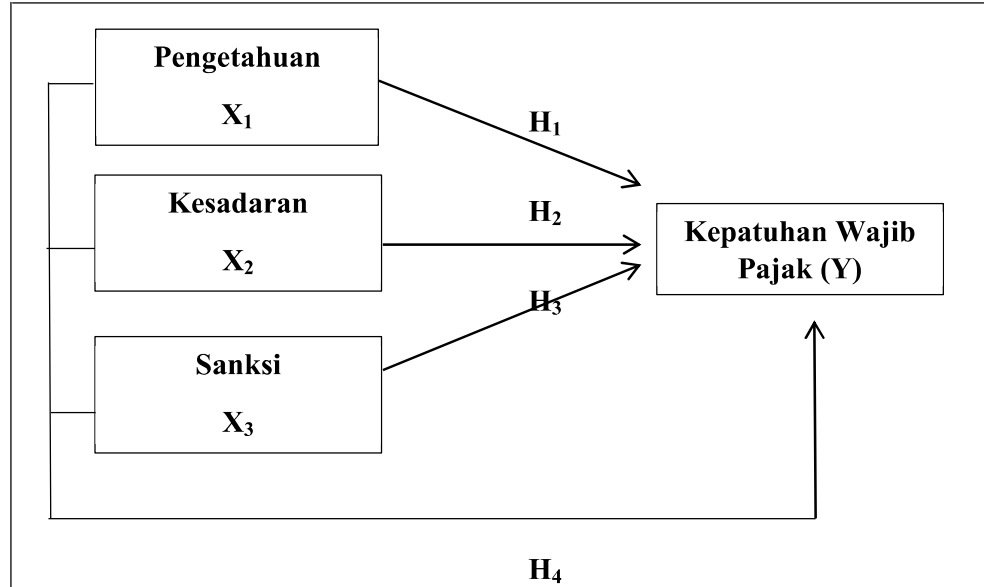 Pengetahuan
X₁
H₁
Kesadaran
X₂
H₂
Kepatuhan Wajib
Pajak (Y)
H₃
Sanksi
X₃
H₄